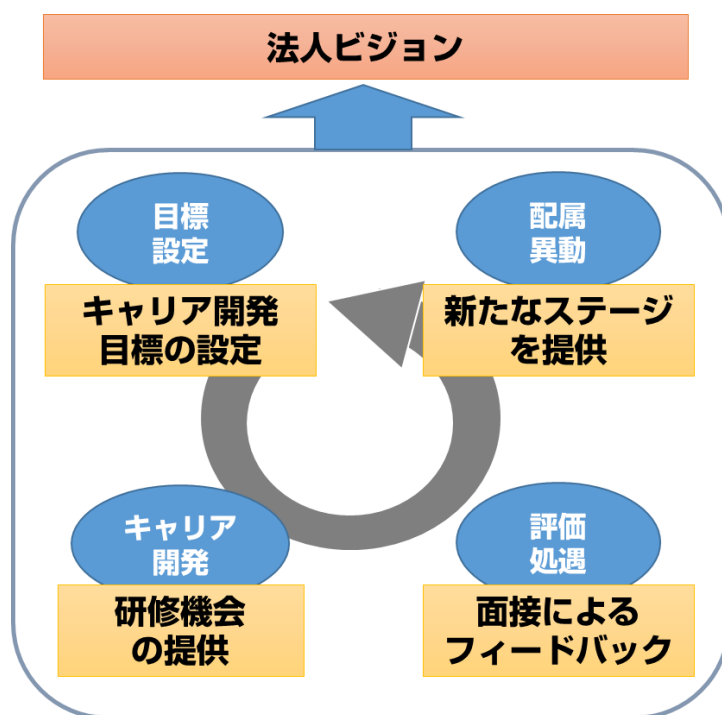 法人ビジョン
目標
設定
キャリア開発
目標の設定
配属
異動
新たなステージ
を提供
キャリア
開発
研修機会
の提供
評価
処遇
面接による
フィードバック